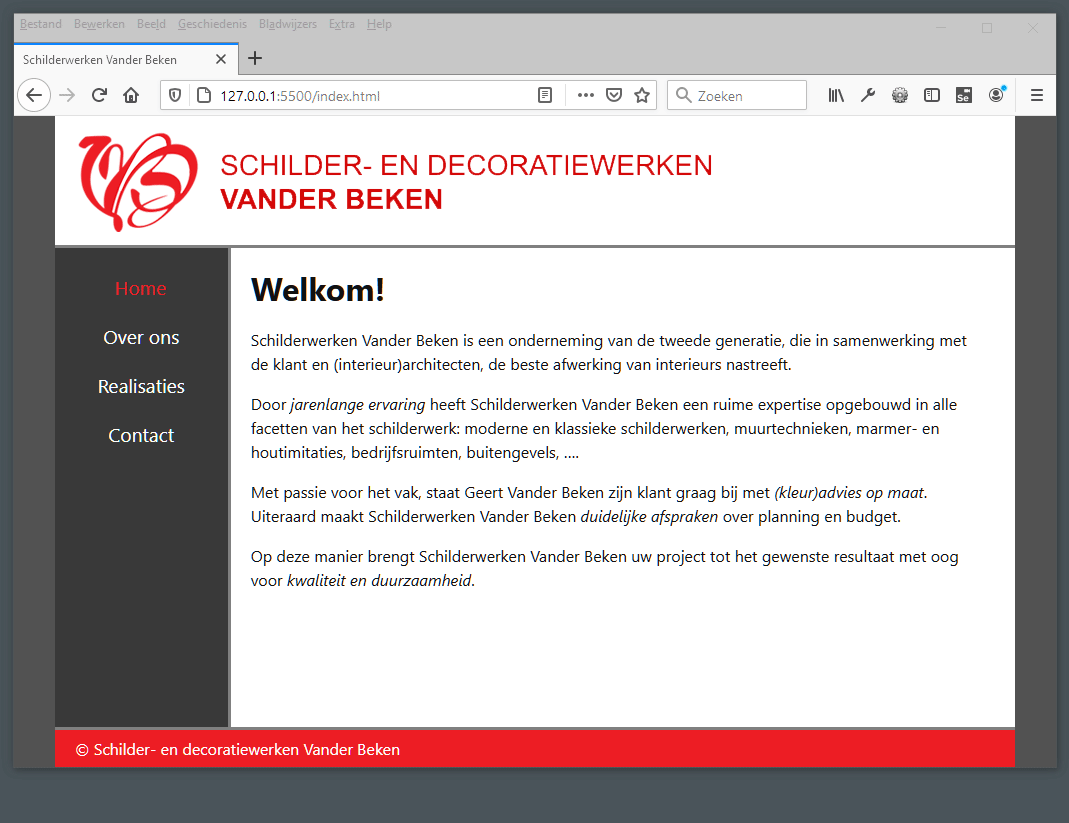 Bestand Bewerken Beeld Geschiedenis Bladwijzers Extra Help
Schilderwerken Vander Beken
127.0.0.1:5500/index.html
Zoeken
Se
VB
SCHILDER- EN DECORATIEWERKEN
VANDER BEKEN
Home
Over ons
Realisaties
Contact
Welkom!
Schilderwerken Vander Beken is een onderneming van de tweede generatie, die in samenwerking met
de klant en (interieur)architecten, de beste afwerking van interieurs nastreeft.
Door jarenlange ervaring heeft Schilderwerken Vander Beken een ruime expertise opgebouwd in alle
facetten van het schilderwerk: moderne en klassieke schilderwerken, muurtechnieken, marmer- en
houtimitaties, bedrijfsruimten, buitengevels, ....
Met passie voor het vak, staat Geert Vander Beken zijn klant graag bij met (kleur)advies op maat.
Uiteraard maakt Schilderwerken Vander Beken duidelijke afspraken over planning en budget.
Op deze manier brengt Schilderwerken Vander Beken uw project tot het gewenste resultaat met oog
voor kwaliteit en duurzaamheid.
© Schilder- en decoratiewerken Vander Beken